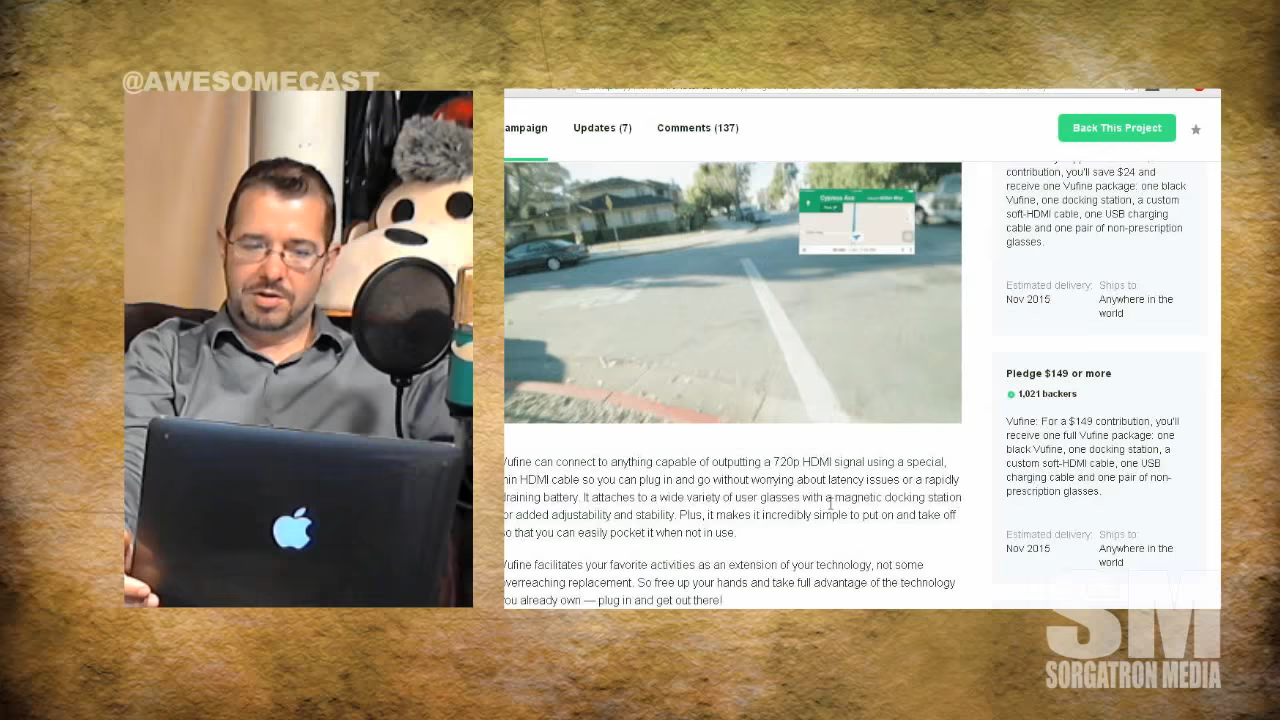 @AWESOMECAST
ampaign
Updates (7)
Comments (137)
Back This Project
Cypress Ave
contribution, you'll save $24 and
receive one Vufine package: one black
Vufine, one docking station, a custom
soft-HDMI cable, one USB charging
cable and one pair of non-prescription
glasses.
Estimated delivery:
Nov 2015
Ships to:
Anywhere in the
world
Pledge $149 or more
1,021 backers
Vufine: For a $149 contribution, you'll
receive one full Vufine package: one
black Vufine, one docking station, a
custom soft-HDMI cable, one USB
charging cable and one pair of non-
prescription glasses.
Estimated delivery:
Nov 2015
Ships to:
Anywhere in the
world
Vufine can connect to anything capable of outputting a 720p HDMI signal using a special,
hin HDMI cable so you can plug in and go without worrying about latency issues or a rapidly
draining battery. It attaches to a wide variety of user glasses with a magnetic docking station
or added adjustability and stability. Plus, it makes it incredibly simple to put on and take off
so that you can easily pocket it when not in use.
Vufine facilitates your favorite activities as an extension of your technology, not some
overreaching replacement. So free up your hands and take full advantage of the technology
you already own — plug in and get out there!
SM
SORGATRON MEDIA